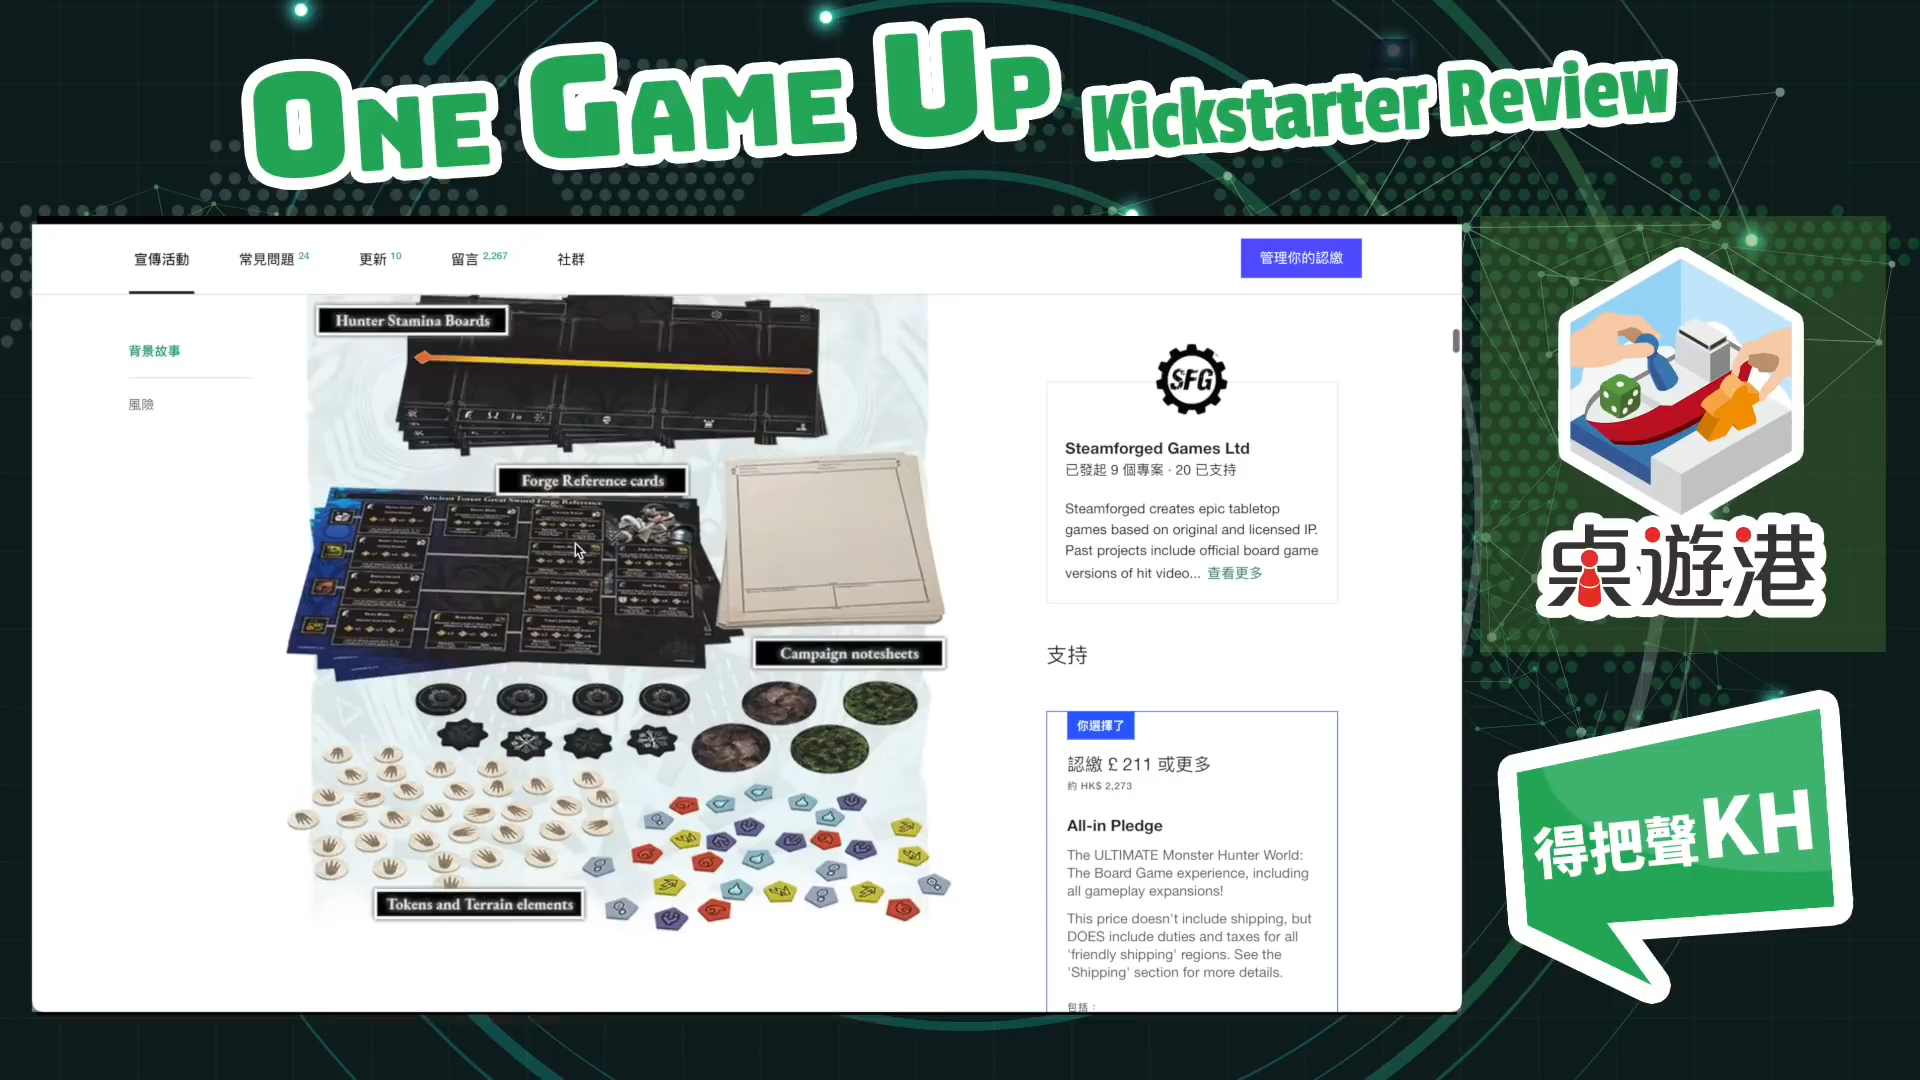 ONE GAME UP Kickstarter Review
宣傳活動
常見問題 24
更新 10
留言 2,267
社群
管理你的認繳
背景故事
風險
Hunter Stamina Boards
Forge Reference cards
Ancient Forest Great Sword Forge Reference
Campaign notesheets
Tokens and Terrain elements
SFG
Steamforged Games Ltd
已發起 9 個專案 · 20 已支持
Steamforged creates epic tabletop
games based on original and licensed IP.
Past projects include official board game
versions of hit video... 查看更多
支持
你選擇了
認繳 £ 211 或更多
約 HK$ 2,273
All-in Pledge
The ULTIMATE Monster Hunter World:
The Board Game experience, including
all gameplay expansions!
This price doesn't include shipping, but
DOES include duties and taxes for all
'friendly shipping' regions. See the
'Shipping' section for more details.
包括：
桌遊港
得把聲KH